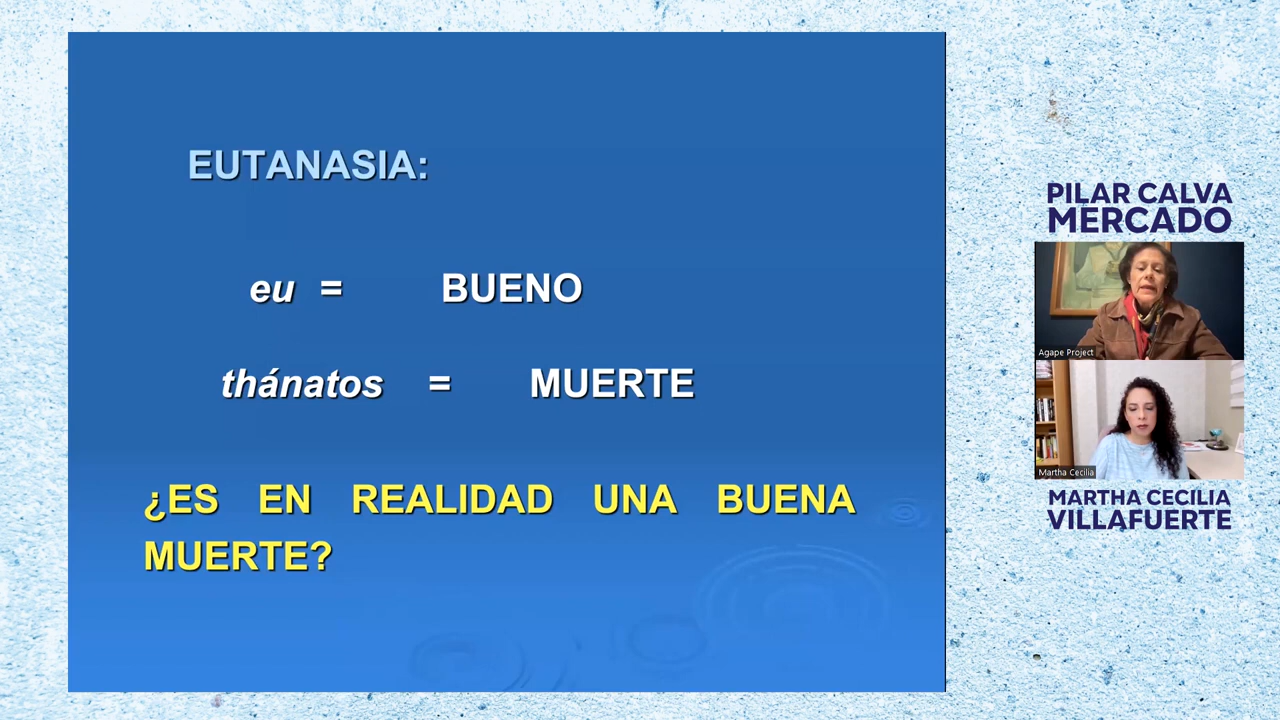 EUTANASIA:
eu = BUENO
thánatos = MUERTE
¿ES EN REALIDAD UNA BUENA
MUERTE?
PILAR CALVA
MERCADO
Agape Project
Martha Cecilia
MARTHA CECILIA
VILLAFUERTE